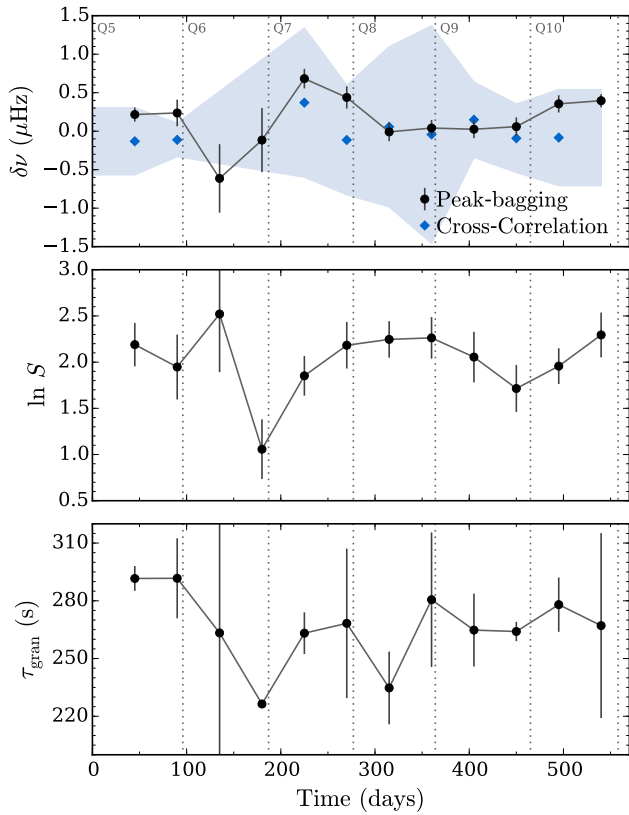 Q5 Q6 Q7 Q8 Q9 Q10
1.5
1.0
0.5
0.0
−0.5
−1.0
−1.5
δν (μHz)
Peak-bagging
Cross-Correlation
3.0
2.5
2.0
1.5
1.0
0.5
ln S
310
280
250
220
τgran (s)
0 100 200 300 400 500
Time (days)